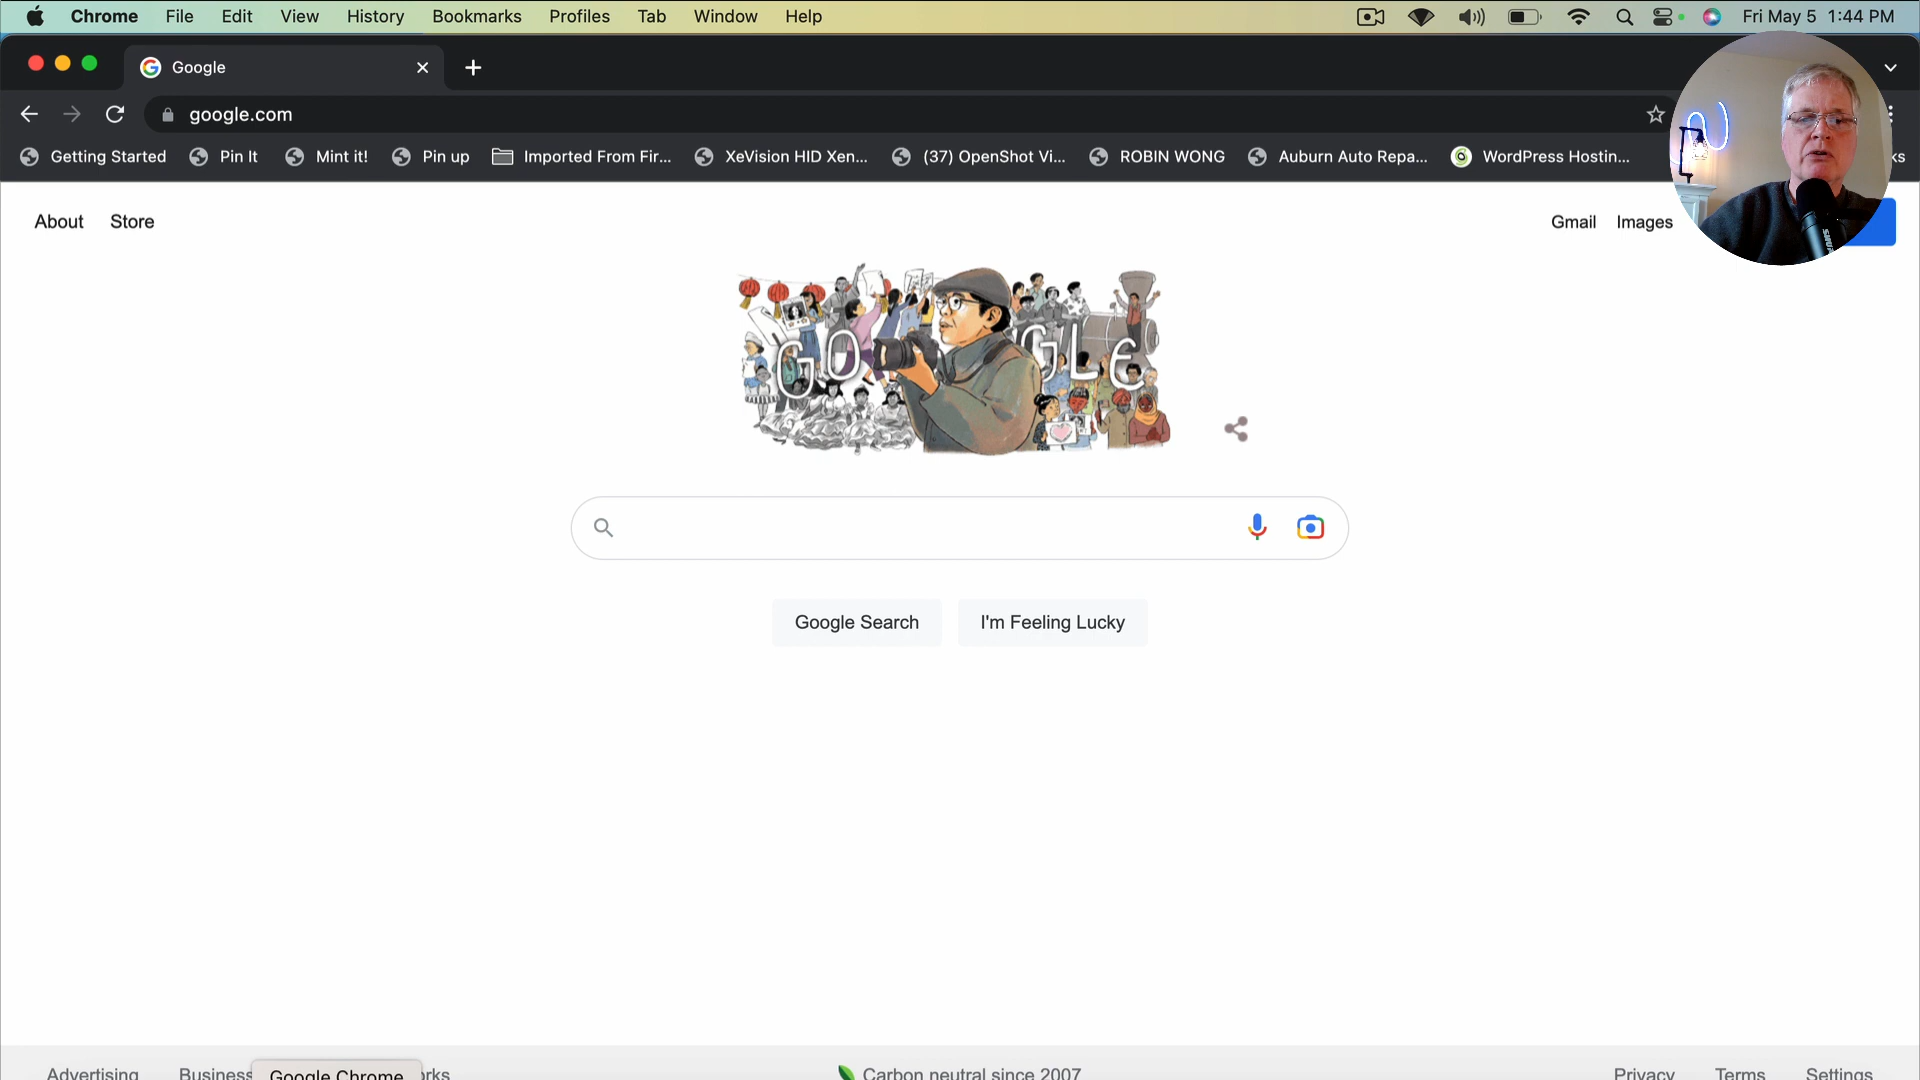 Chrome File Edit View History Bookmarks Profiles Tab Window Help Fri May 5 1:44 PM
Google
google.com
Getting Started Pin It Mint it! Pin up Imported From Fir... XeVision HID Xen... (37) OpenShot Vi... ROBIN WONG Auburn Auto Repa... WordPress Hostin... ks
About Store Gmail Images
GOOGLE
Google Search I'm Feeling Lucky
Advertising Business Google Chrome rks Carbon neutral since 2007 Privacy Terms Settings